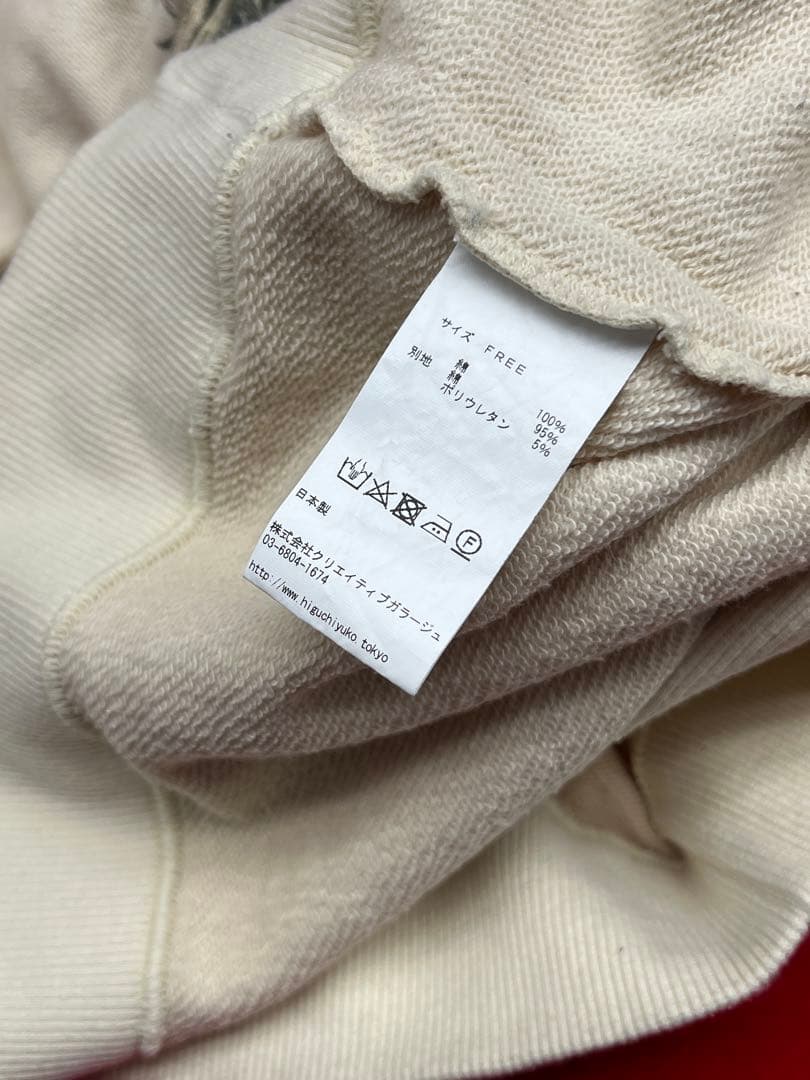 サイズ FREE
綿 100%
別地 綿 95%
ポリウレタン 5%
F
日本製
株式会社クリエイティブガラージュ
03-6804-1674
http://www.higuchiyuko.tokyo